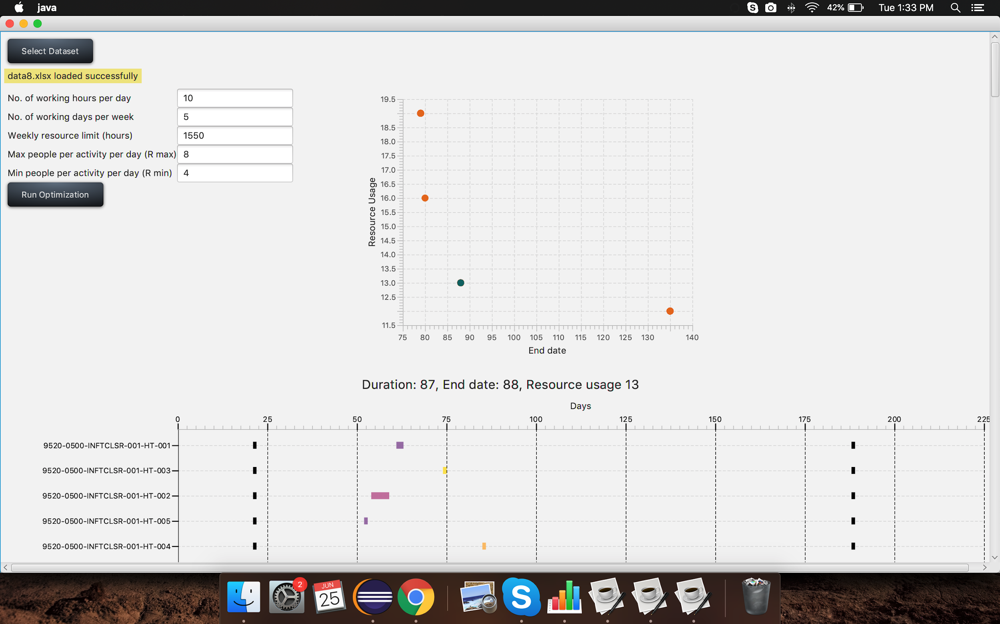 java
42%
Tue 1:33 PM
Select Dataset
data8.xlsx loaded successfully
No. of working hours per day
10
No. of working days per week
5
Weekly resource limit (hours)
1550
Max people per activity per day (R max)
8
Min people per activity per day (R min)
4
Run Optimization
Resource Usage
19.5
18.5
18.0
17.5
17.0
16.5
16.0
15.5
15.0
14.5
14.0
13.5
13.0
12.5
11.5
75 80 85 90 95 100 105 110 115 120 125 130 140
End date
Duration: 87, End date: 88, Resource usage 13
Days
0 25 50 75 100 125 150 175 200 225
9520-0500-INFTCLSR-001-HT-001
9520-0500-INFTCLSR-001-HT-003
9520-0500-INFTCLSR-001-HT-002
9520-0500-INFTCLSR-001-HT-005
9520-0500-INFTCLSR-001-HT-004
2
JUN
25
S